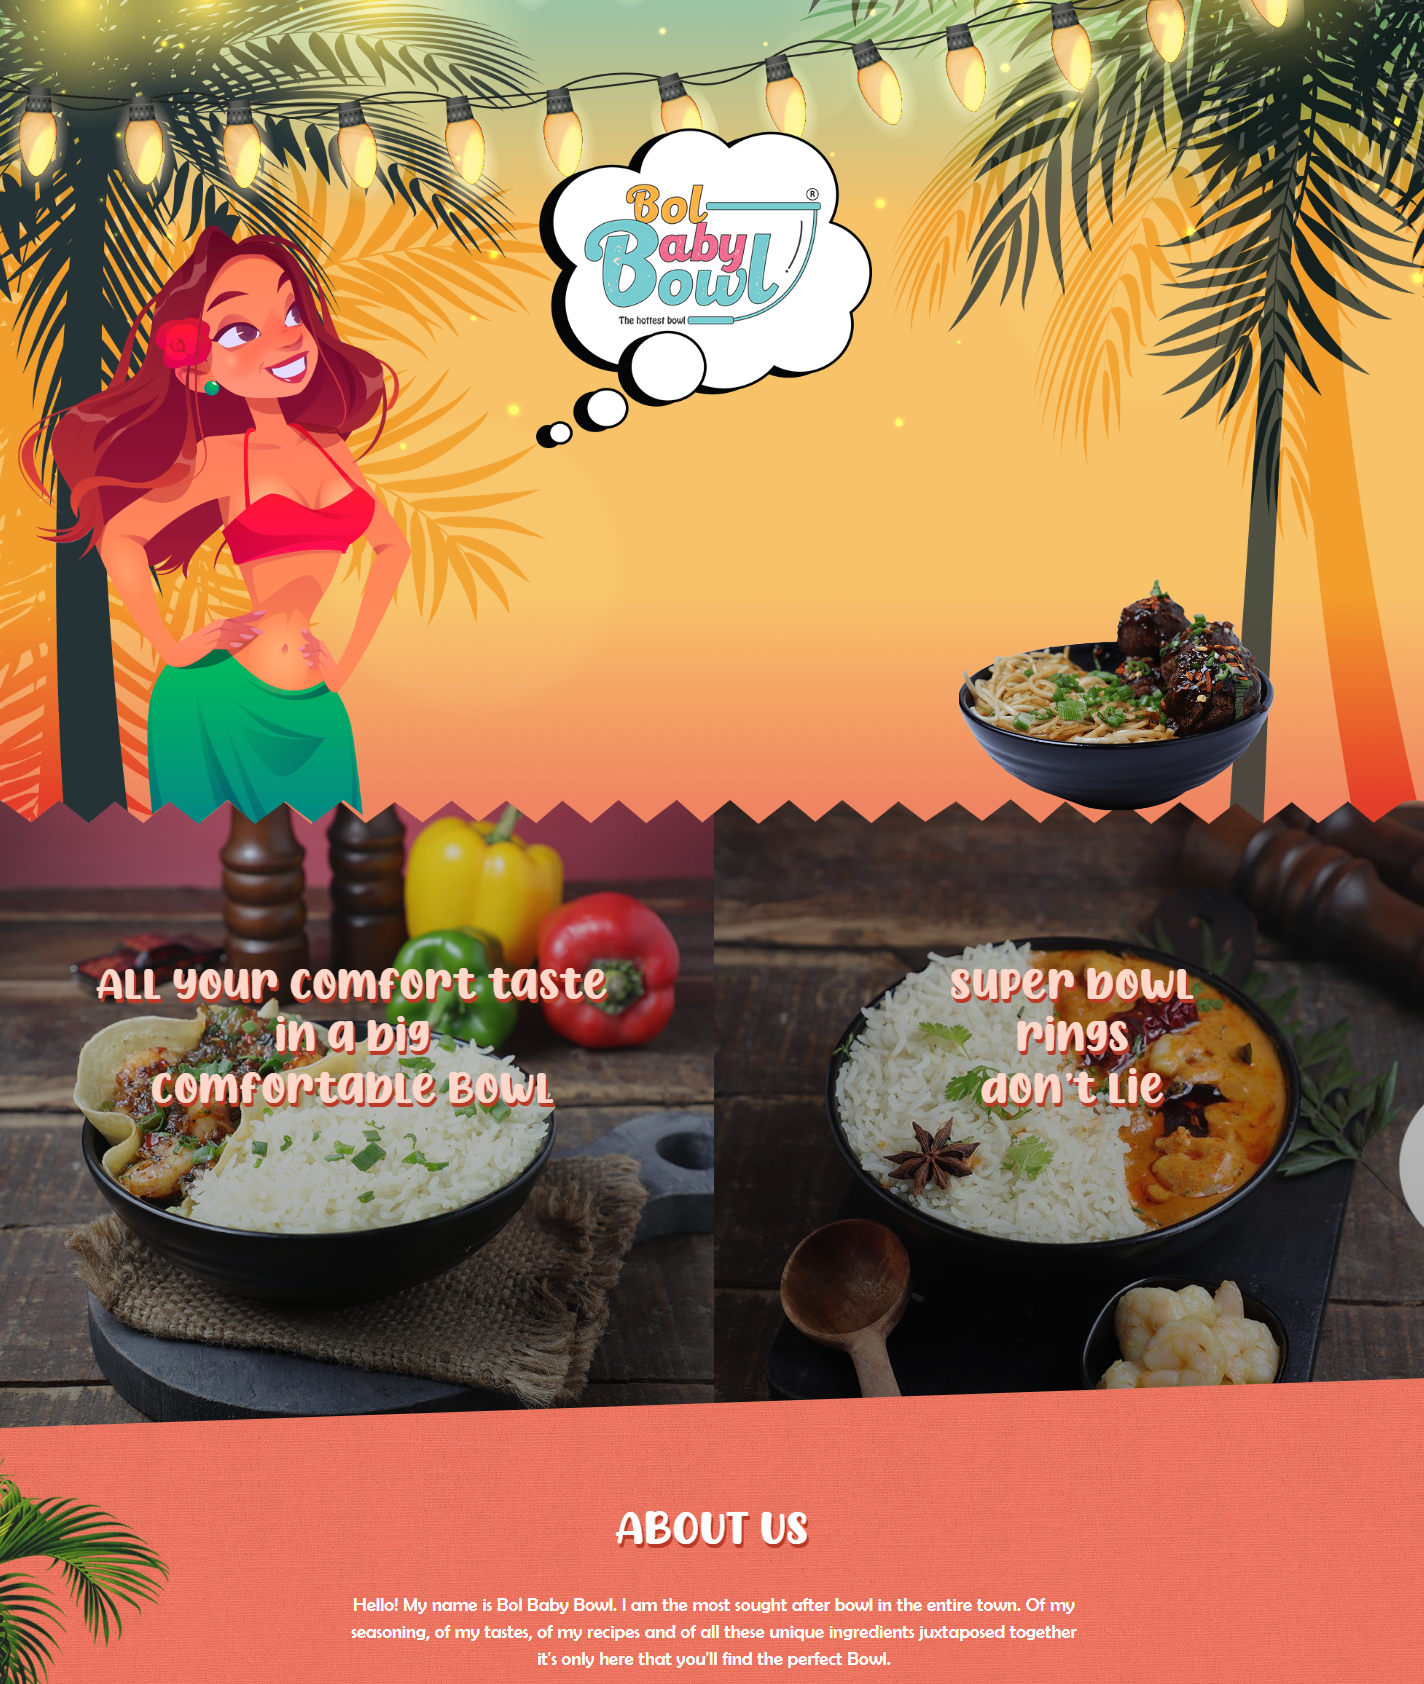 Bol
®
Baby
Bowl
The hottest bowl
ALL your comfort taste
in a big
comfortable BOWL
super bowl
rings
don't Lie
ABOUT US
Hello! My name is Bol Baby Bowl. I am the most sought after bowl in the entire town. Of my
seasoning, of my tastes, of my recipes and of all these unique ingredients juxtaposed together
it's only here that you'll find the perfect Bowl.